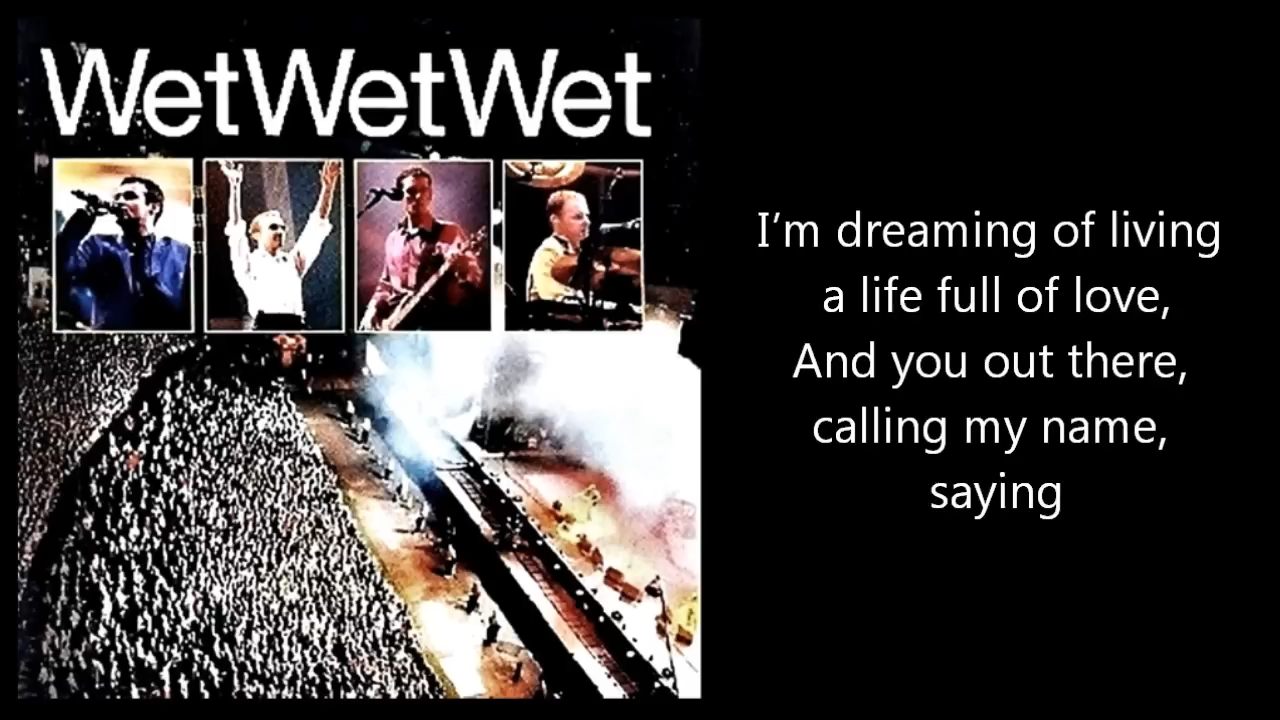 WetWetWet
I’m dreaming of living
a life full of love,
And you out there,
calling my name,
saying